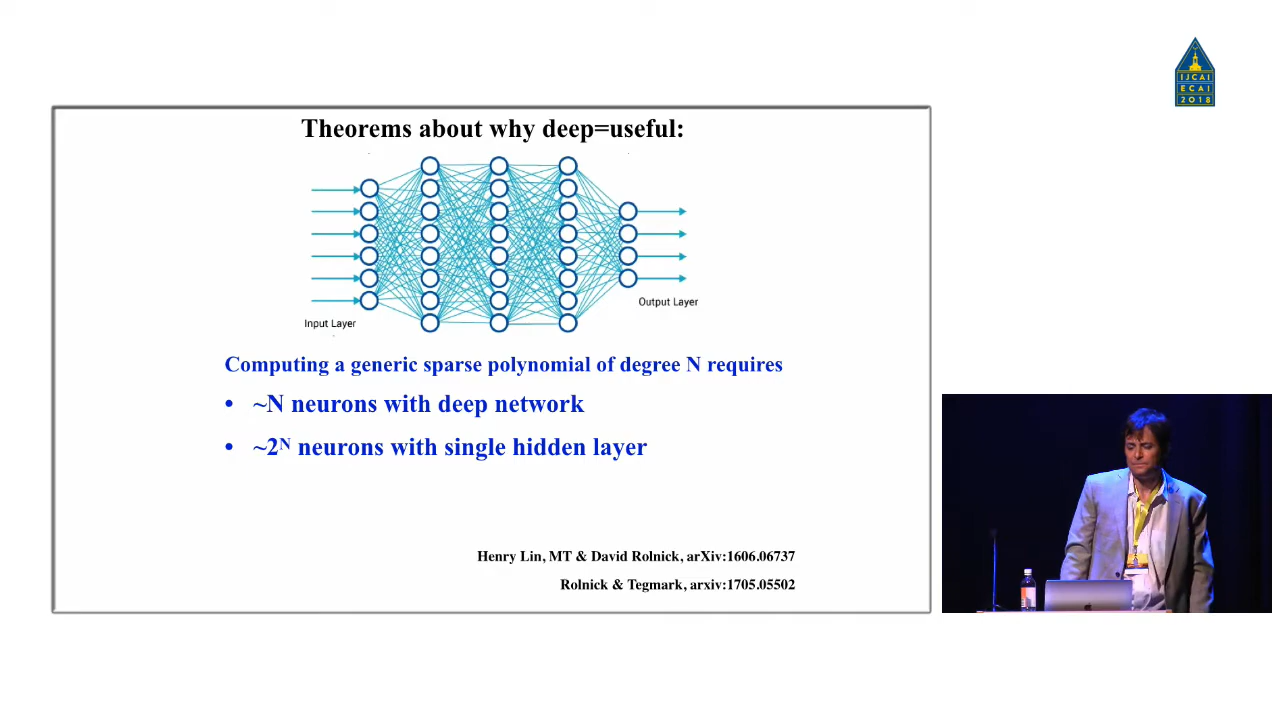 IJCAI
ECAI
2018
Theorems about why deep=useful:
Input Layer
Output Layer
Computing a generic sparse polynomial of degree N requires
• ~N neurons with deep network
• ~2ᴺ neurons with single hidden layer
Henry Lin, MT & David Rolnick, arXiv:1606.06737
Rolnick & Tegmark, arxiv:1705.05502